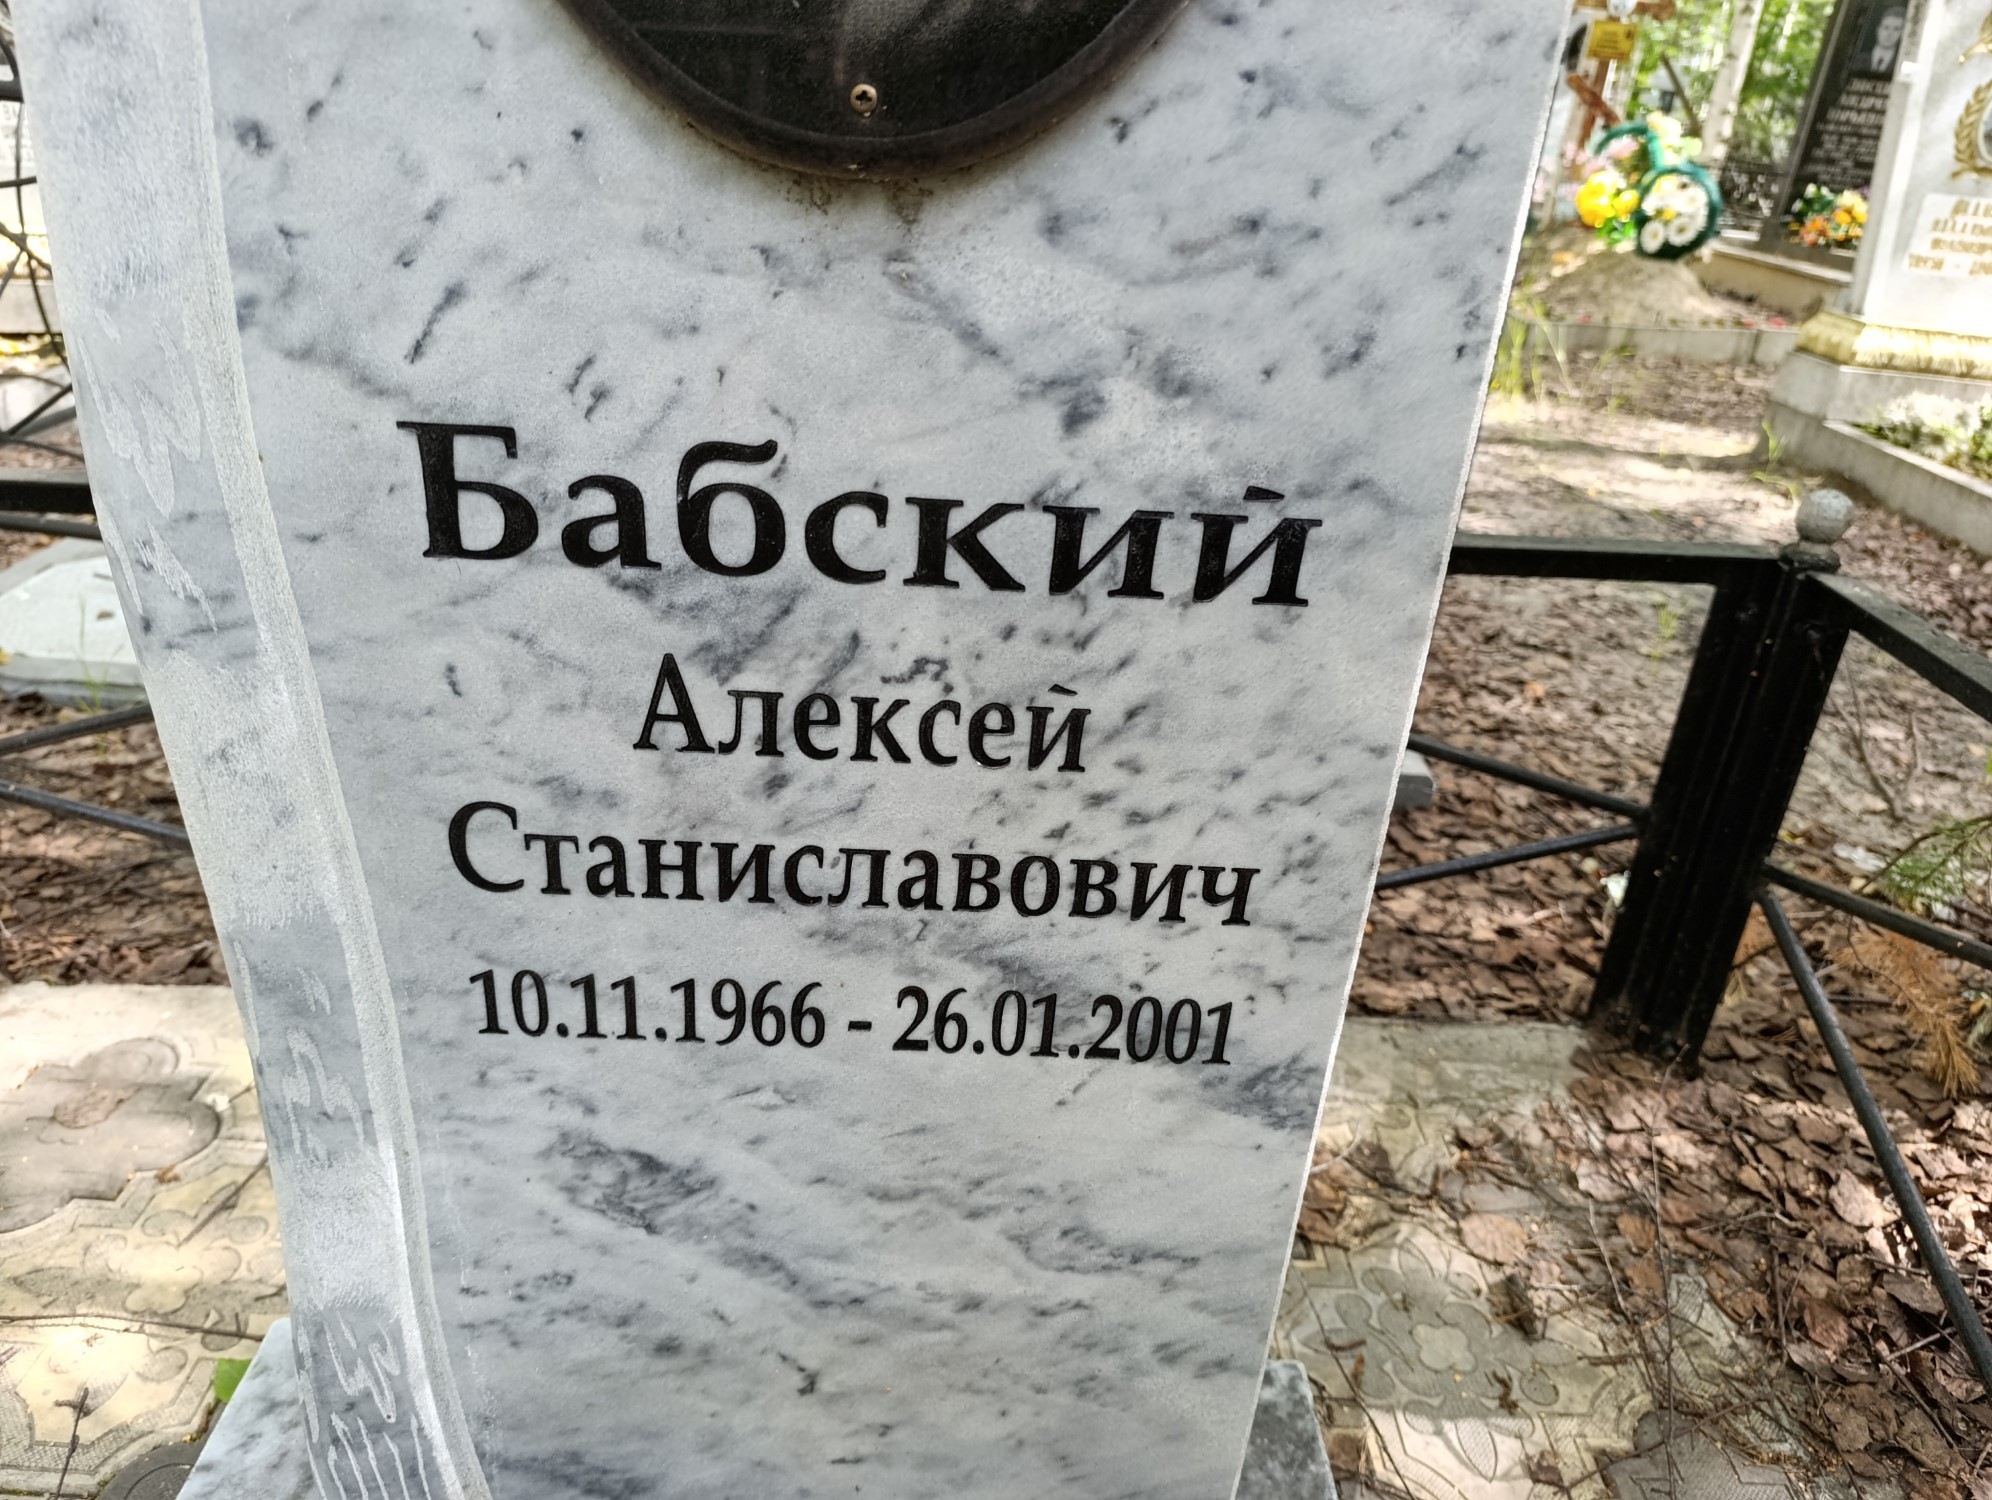 Бабский
Алексей
Станиславович
10.11.1966 - 26.01.2001